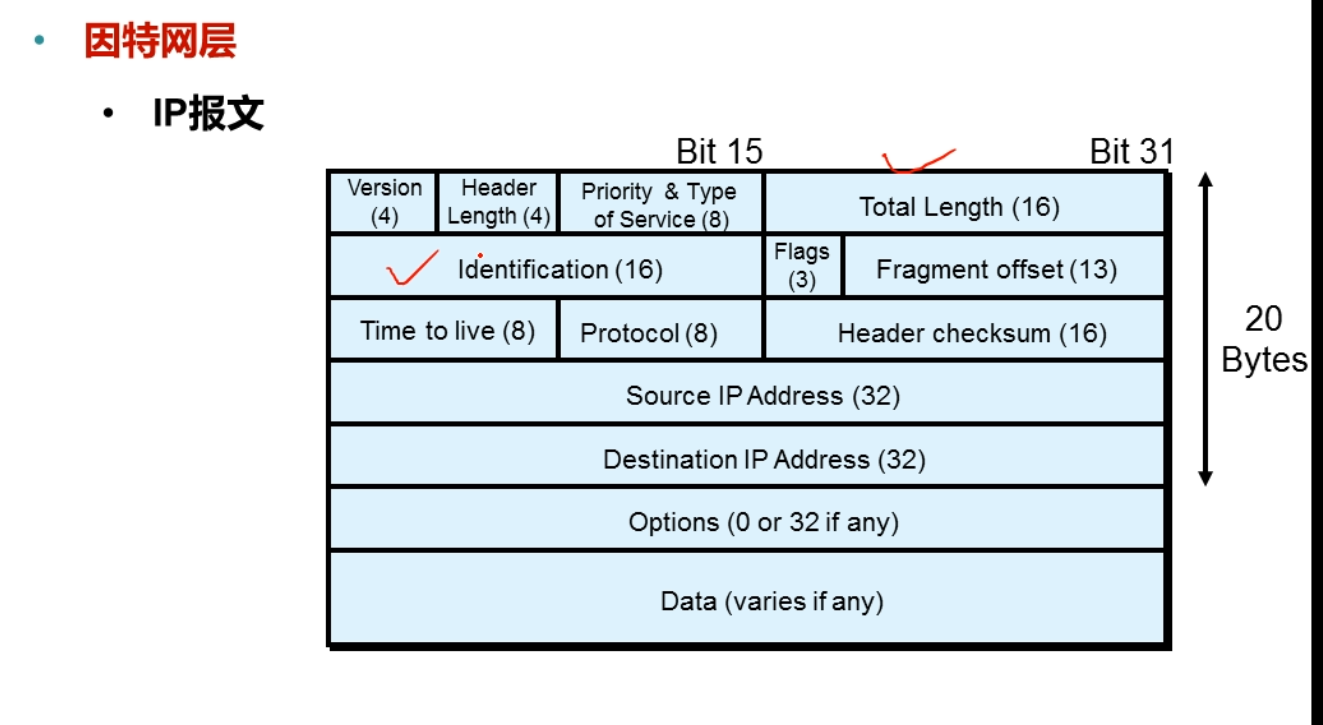 因特网层
IP报文
Bit 15 Bit 31
Version (4) Header Length (4) Priority & Type of Service (8) Total Length (16)
Identification (16) Flags (3) Fragment offset (13)
Time to live (8) Protocol (8) Header checksum (16)
Source IP Address (32)
Destination IP Address (32)
Options (0 or 32 if any)
Data (varies if any)
20
Bytes